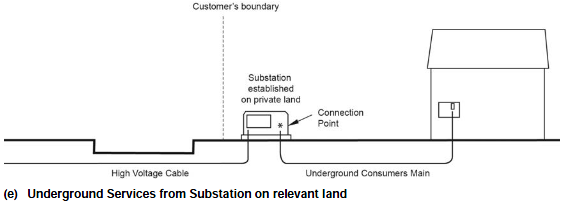 Customer's boundary
Substation
established
on private land
Connection
Point
*
High Voltage Cable
Underground Consumers Main
(e) Underground Services from Substation on relevant land